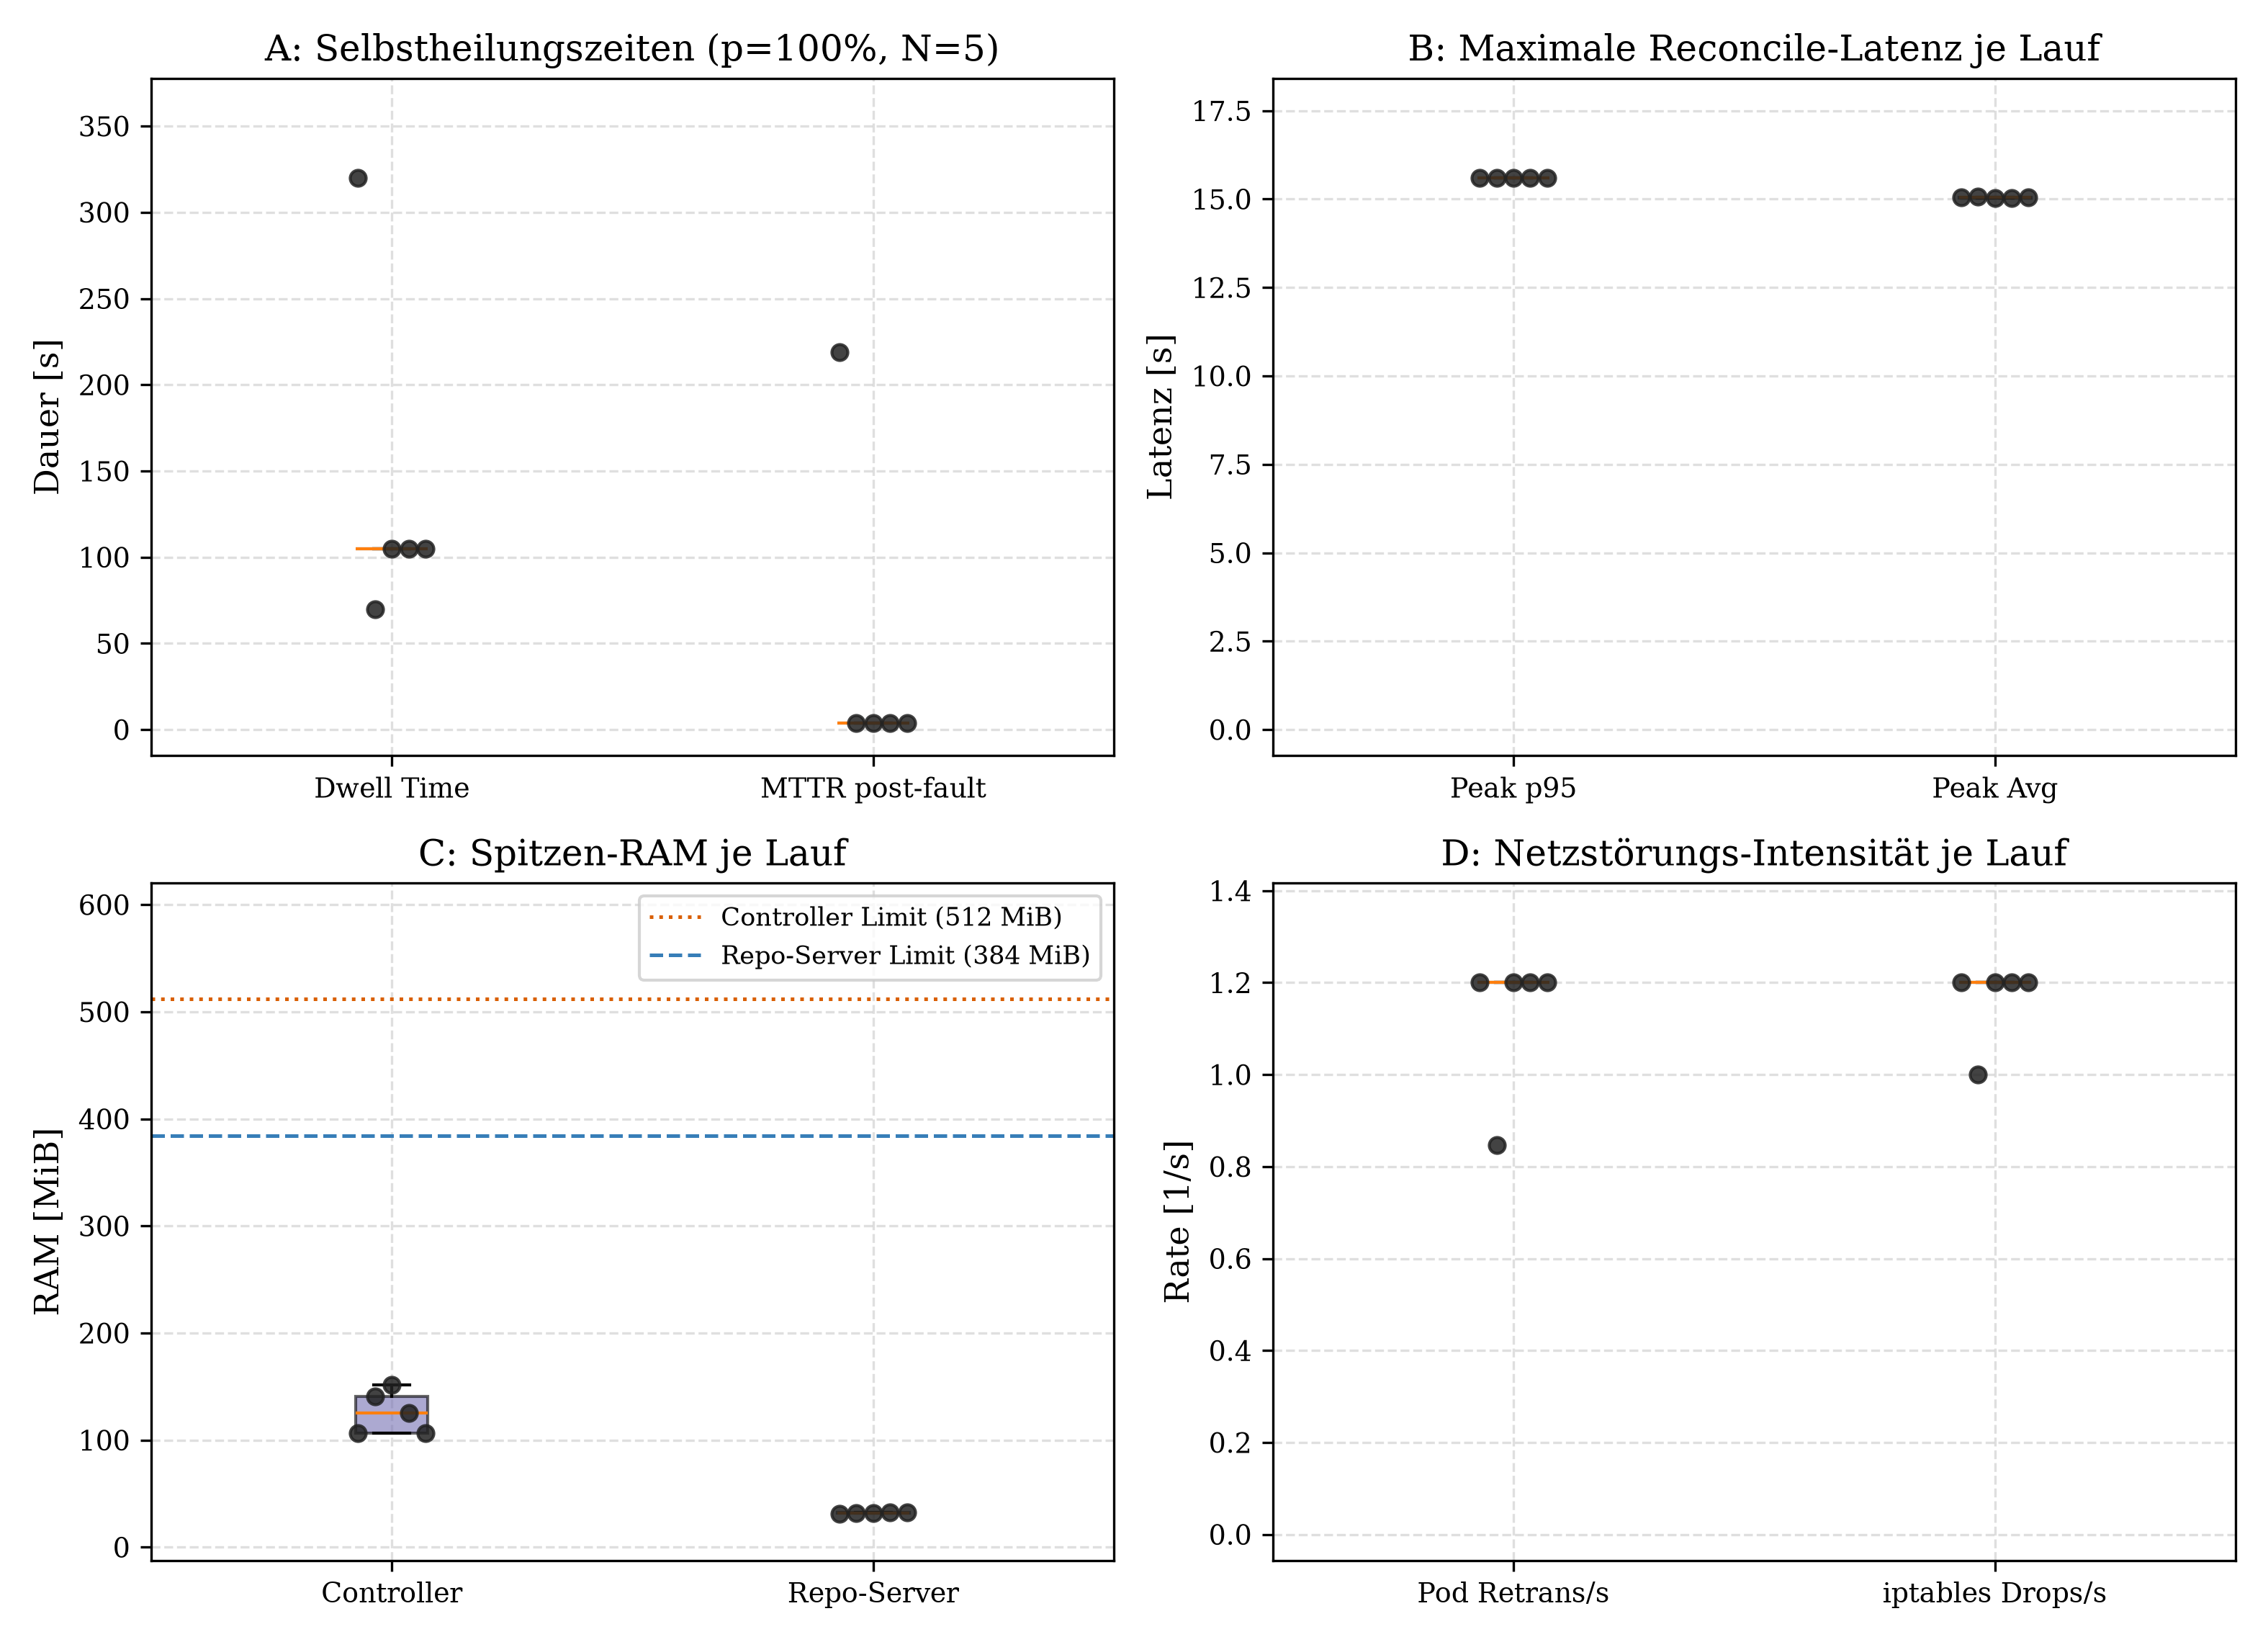 A: Selbstheilungszeiten (p=100%, N=5)
Dauer [s]
350
300
250
200
150
100
50
0
Dwell Time
MTTR post-fault
B: Maximale Reconcile-Latenz je Lauf
Latenz [s]
17.5
15.0
12.5
10.0
7.5
5.0
2.5
0.0
Peak p95
Peak Avg
C: Spitzen-RAM je Lauf
RAM [MiB]
600
500
400
300
200
100
0
Controller Limit (512 MiB)
Repo-Server Limit (384 MiB)
Controller
Repo-Server
D: Netzstörungs-Intensität je Lauf
Rate [1/s]
1.4
1.2
1.0
0.8
0.6
0.4
0.2
0.0
Pod Retrans/s
iptables Drops/s